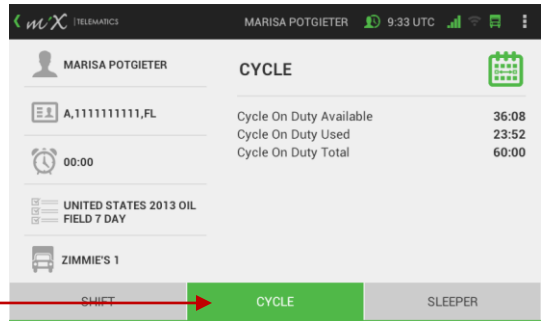 miX TELEMATICS
MARISA POTGIETER 9:33 UTC
MARISA POTGIETER
A,1111111111,FL
00:00
UNITED STATES 2013 OIL
FIELD 7 DAY
ZIMMIE'S 1
CYCLE
Cycle On Duty Available 36:08
Cycle On Duty Used 23:52
Cycle On Duty Total 60:00
SHIFT CYCLE SLEEPER